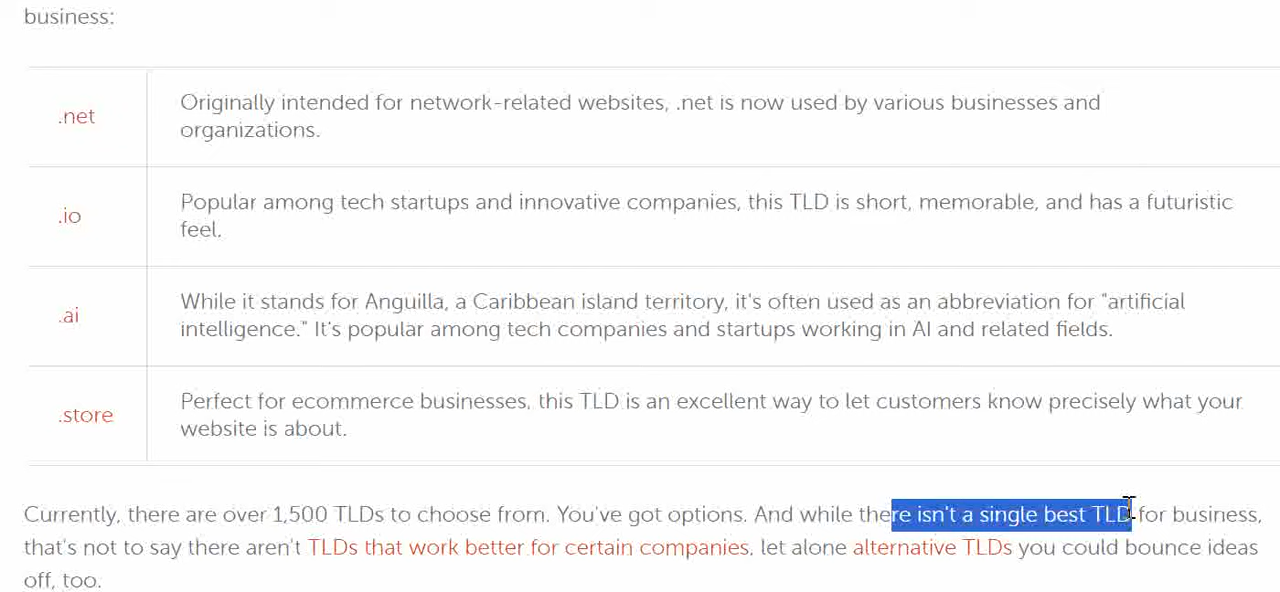 business:
.net
Originally intended for network-related websites, .net is now used by various businesses and
organizations.
.io
Popular among tech startups and innovative companies, this TLD is short, memorable, and has a futuristic
feel.
.ai
While it stands for Anguilla, a Caribbean island territory, it's often used as an abbreviation for "artificial
intelligence." It's popular among tech companies and startups working in AI and related fields.
.store
Perfect for ecommerce businesses, this TLD is an excellent way to let customers know precisely what your
website is about.
Currently, there are over 1,500 TLDs to choose from. You've got options. And while there isn't a single best TLD for business,
that's not to say there aren't TLDs that work better for certain companies, let alone alternative TLDs you could bounce ideas
off, too.